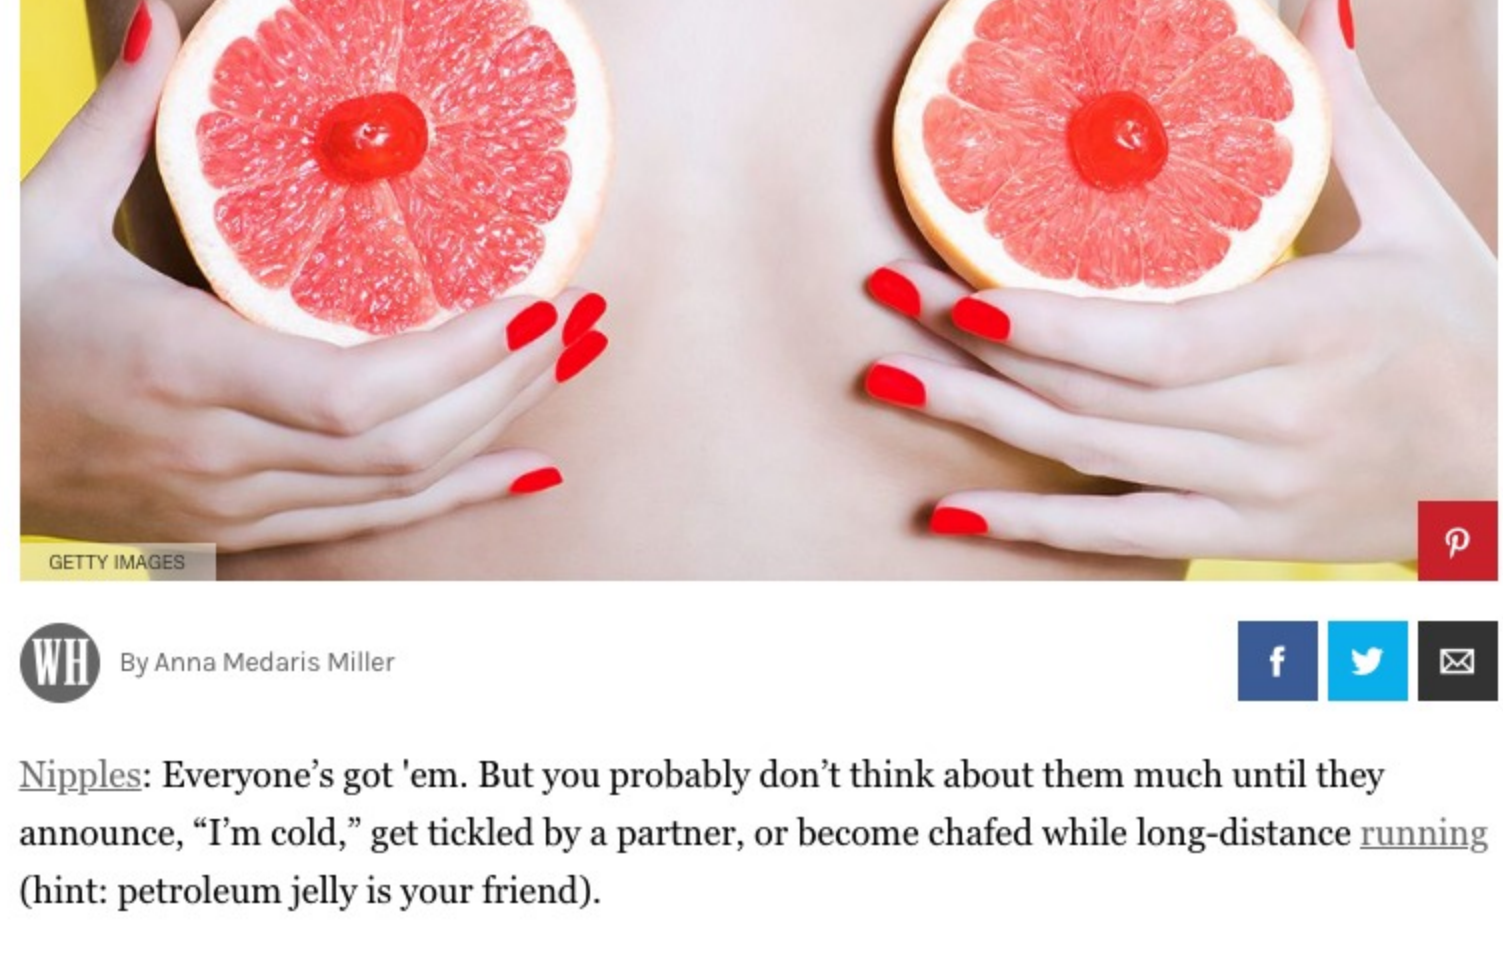 GETTY IMAGES
WH
By Anna Medaris Miller
f
Nipples: Everyone’s got 'em. But you probably don’t think about them much until they
announce, “I’m cold,” get tickled by a partner, or become chafed while long-distance running
(hint: petroleum jelly is your friend).